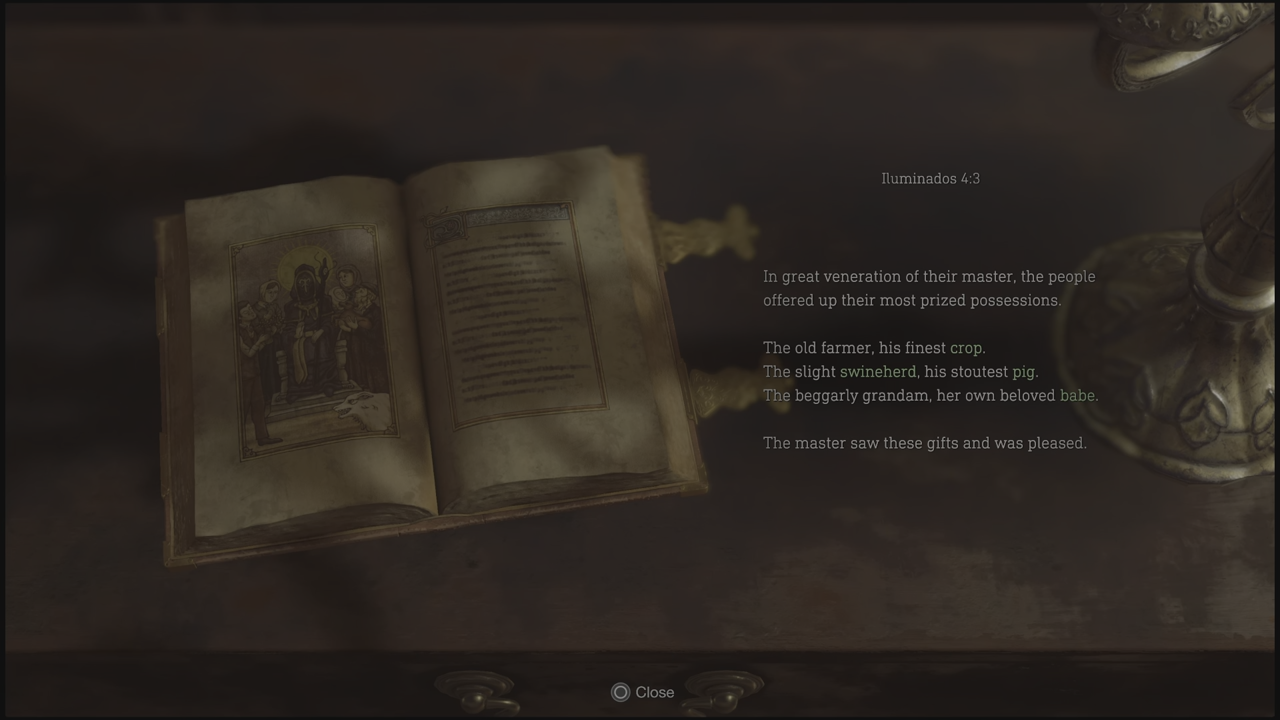 Iluminados 4:3
In great veneration of their master, the people
offered up their most prized possessions.
The old farmer, his finest crop.
The slight swineherd, his stoutest pig.
The beggarly grandam, her own beloved babe.
The master saw these gifts and was pleased.
Close